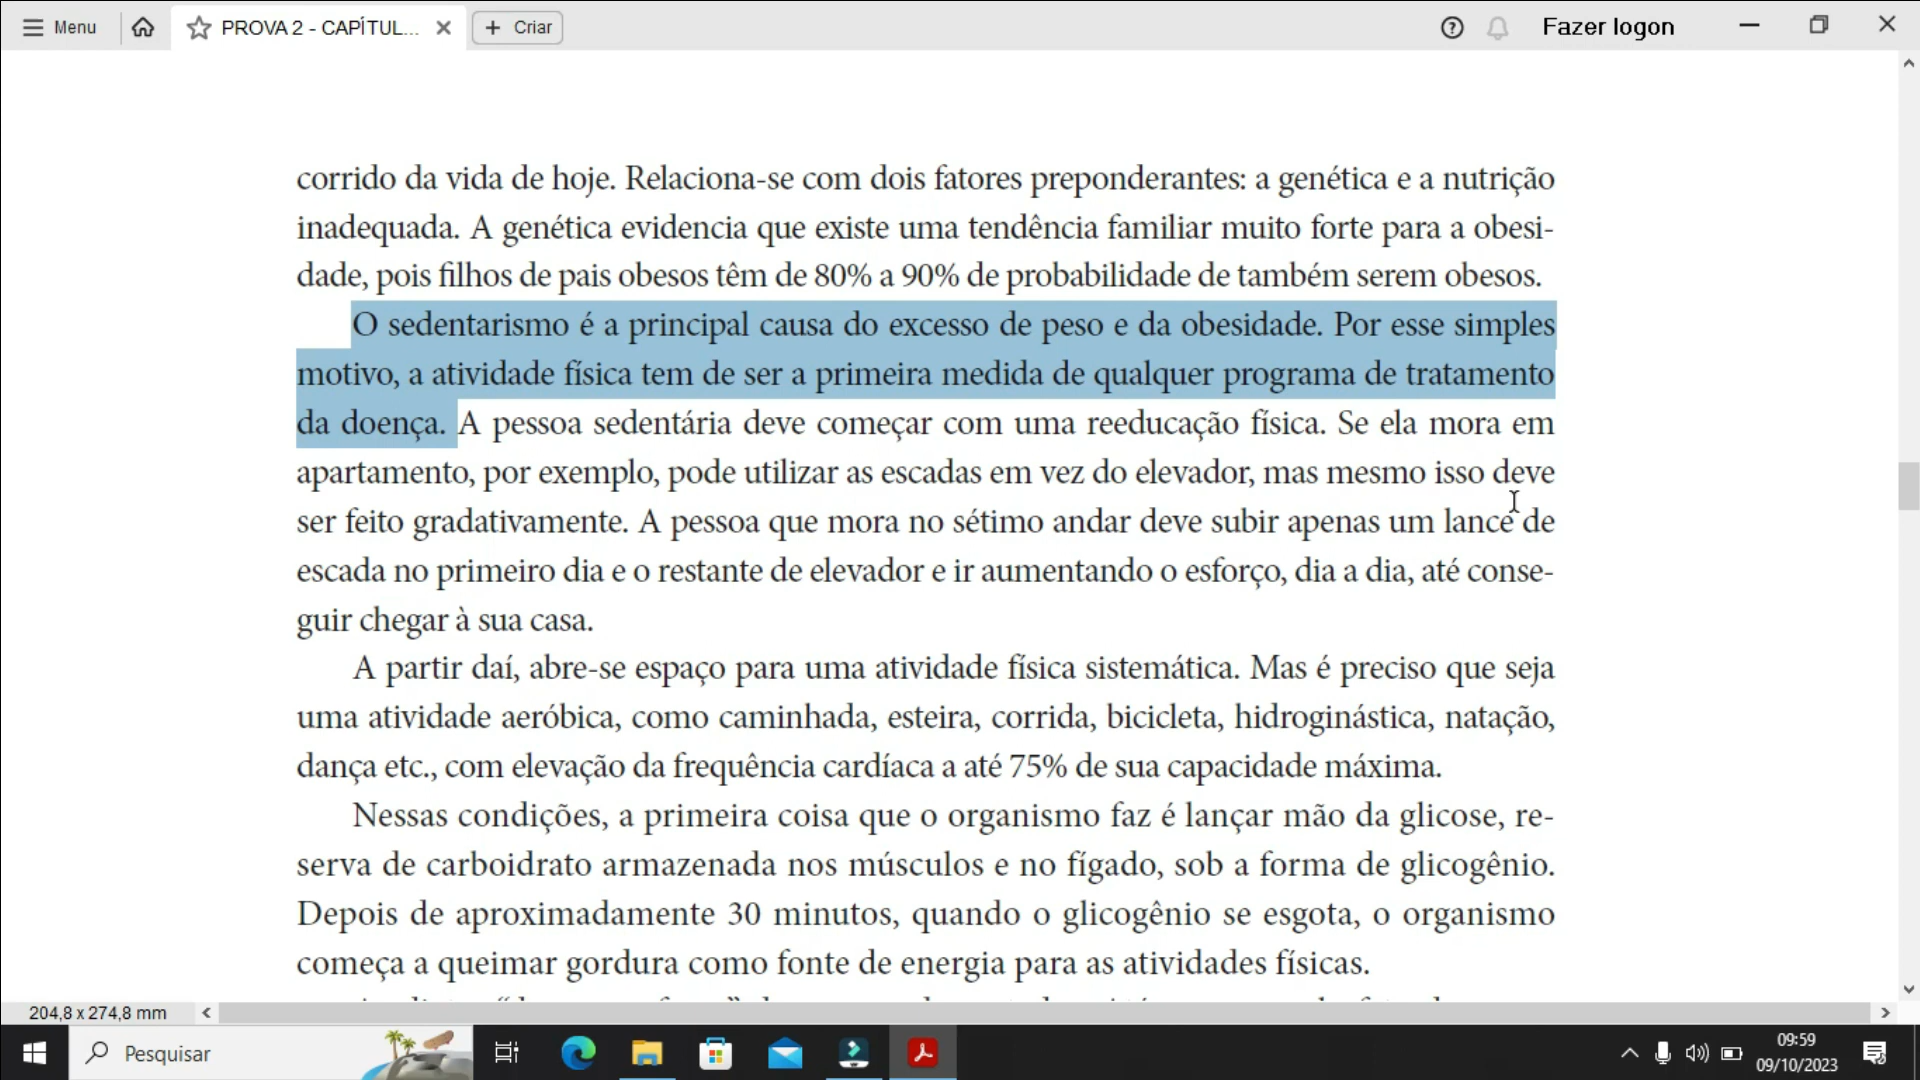 Menu
PROVA 2 - CAPÍTUL...
Criar
Fazer logon
corrido da vida de hoje. Relaciona-se com dois fatores preponderantes: a genética e a nutrição
inadequada. A genética evidencia que existe uma tendência familiar muito forte para a obesi-
dade, pois filhos de pais obesos têm de 80% a 90% de probabilidade de também serem obesos.
O sedentarismo é a principal causa do excesso de peso e da obesidade. Por esse simples
motivo, a atividade física tem de ser a primeira medida de qualquer programa de tratamento
da doença. A pessoa sedentária deve começar com uma reeducação física. Se ela mora em
apartamento, por exemplo, pode utilizar as escadas em vez do elevador, mas mesmo isso deve
ser feito gradativamente. A pessoa que mora no sétimo andar deve subir apenas um lance de
escada no primeiro dia e o restante de elevador e ir aumentando o esforço, dia a dia, até conse-
guir chegar à sua casa.
A partir daí, abre-se espaço para uma atividade física sistemática. Mas é preciso que seja
uma atividade aeróbica, como caminhada, esteira, corrida, bicicleta, hidroginástica, natação,
dança etc., com elevação da frequência cardíaca a até 75% de sua capacidade máxima.
Nessas condições, a primeira coisa que o organismo faz é lançar mão da glicose, re-
serva de carboidrato armazenada nos músculos e no fígado, sob a forma de glicogênio.
Depois de aproximadamente 30 minutos, quando o glicogênio se esgota, o organismo
começa a queimar gordura como fonte de energia para as atividades físicas.
204,8 x 274,8 mm
Pesquisar
09:59
09/10/2023